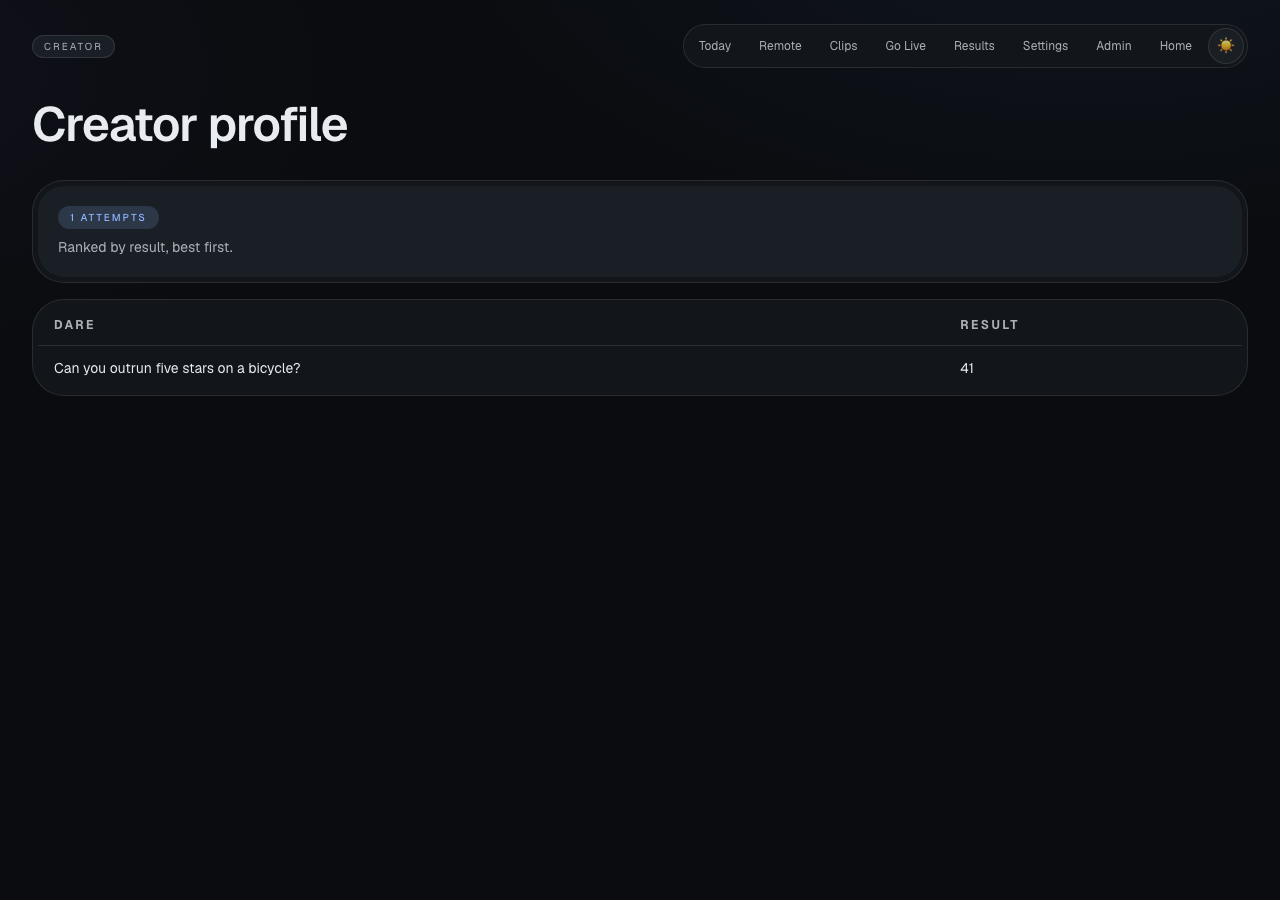 CREATOR
Today Remote Clips Go Live Results Settings Admin Home
Creator profile
1 ATTEMPTS
Ranked by result, best first.
DARE RESULT
Can you outrun five stars on a bicycle? 41